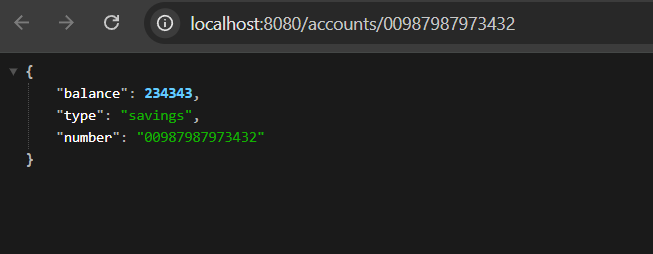 localhost:8080/accounts/00987987973432
{
"balance": 234343,
"type": "savings",
"number": "00987987973432"
}